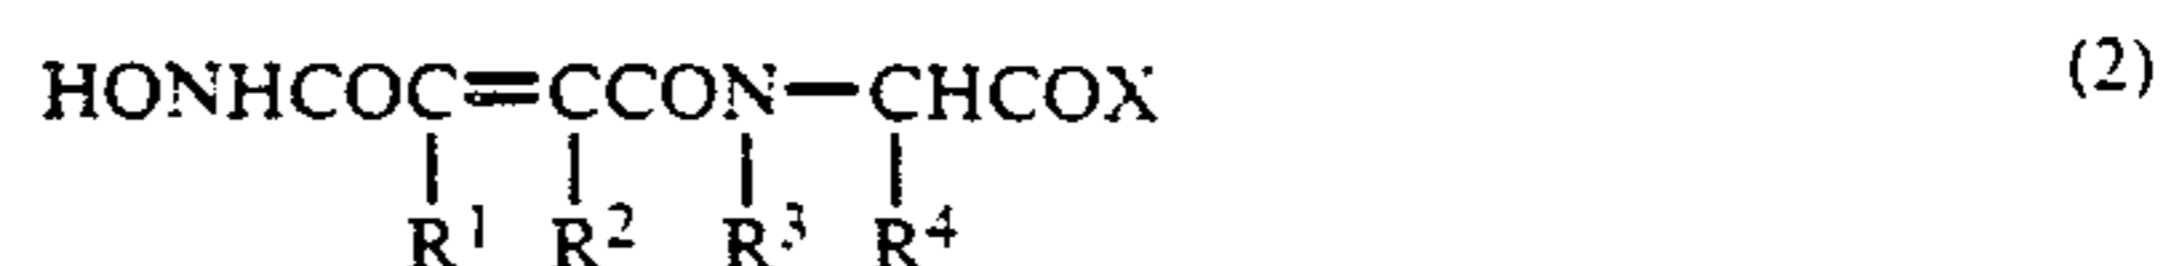 HONHCOC=CCON—CHCOX (2)
R¹ R² R³ R⁴